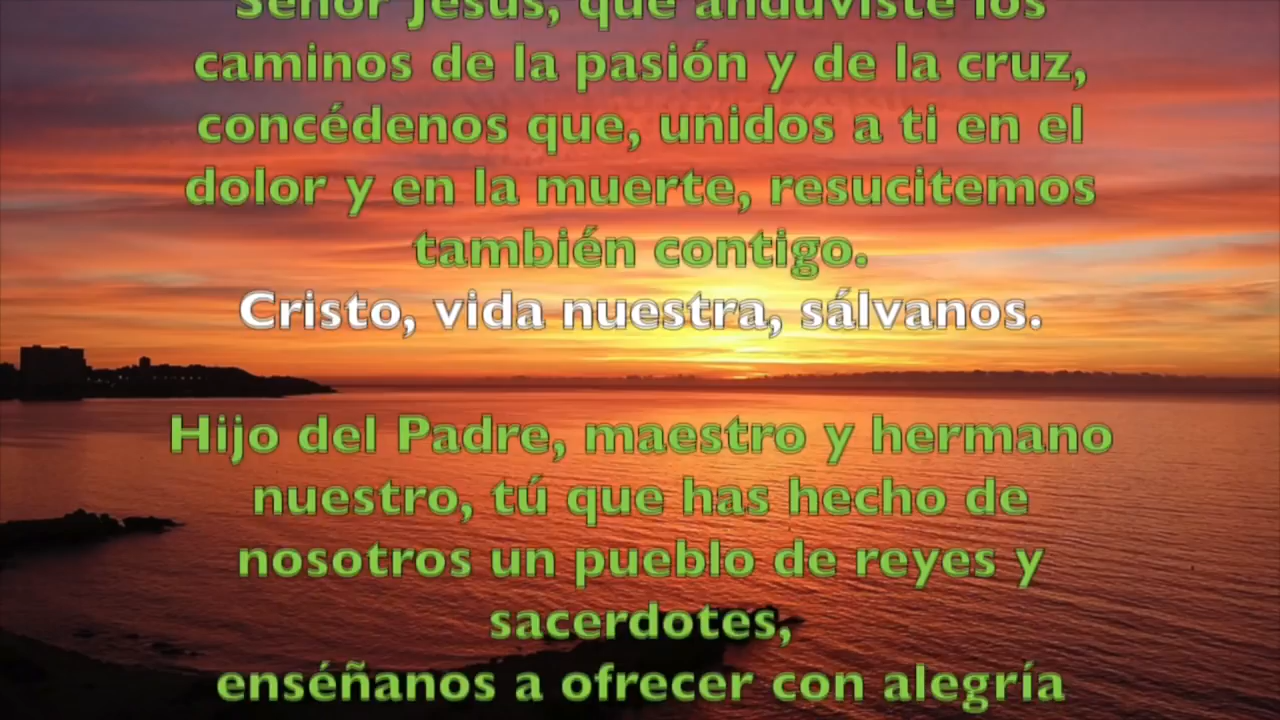 Señor Jesús, que anduviste los
caminos de la pasión y de la cruz,
concédenos que, unidos a ti en el
dolor y en la muerte, resucitemos
también contigo.
Cristo, vida nuestra, sálvanos.
Hijo del Padre, maestro y hermano
nuestro, tú que has hecho de
nosotros un pueblo de reyes y
sacerdotes,
enséñanos a ofrecer con alegría